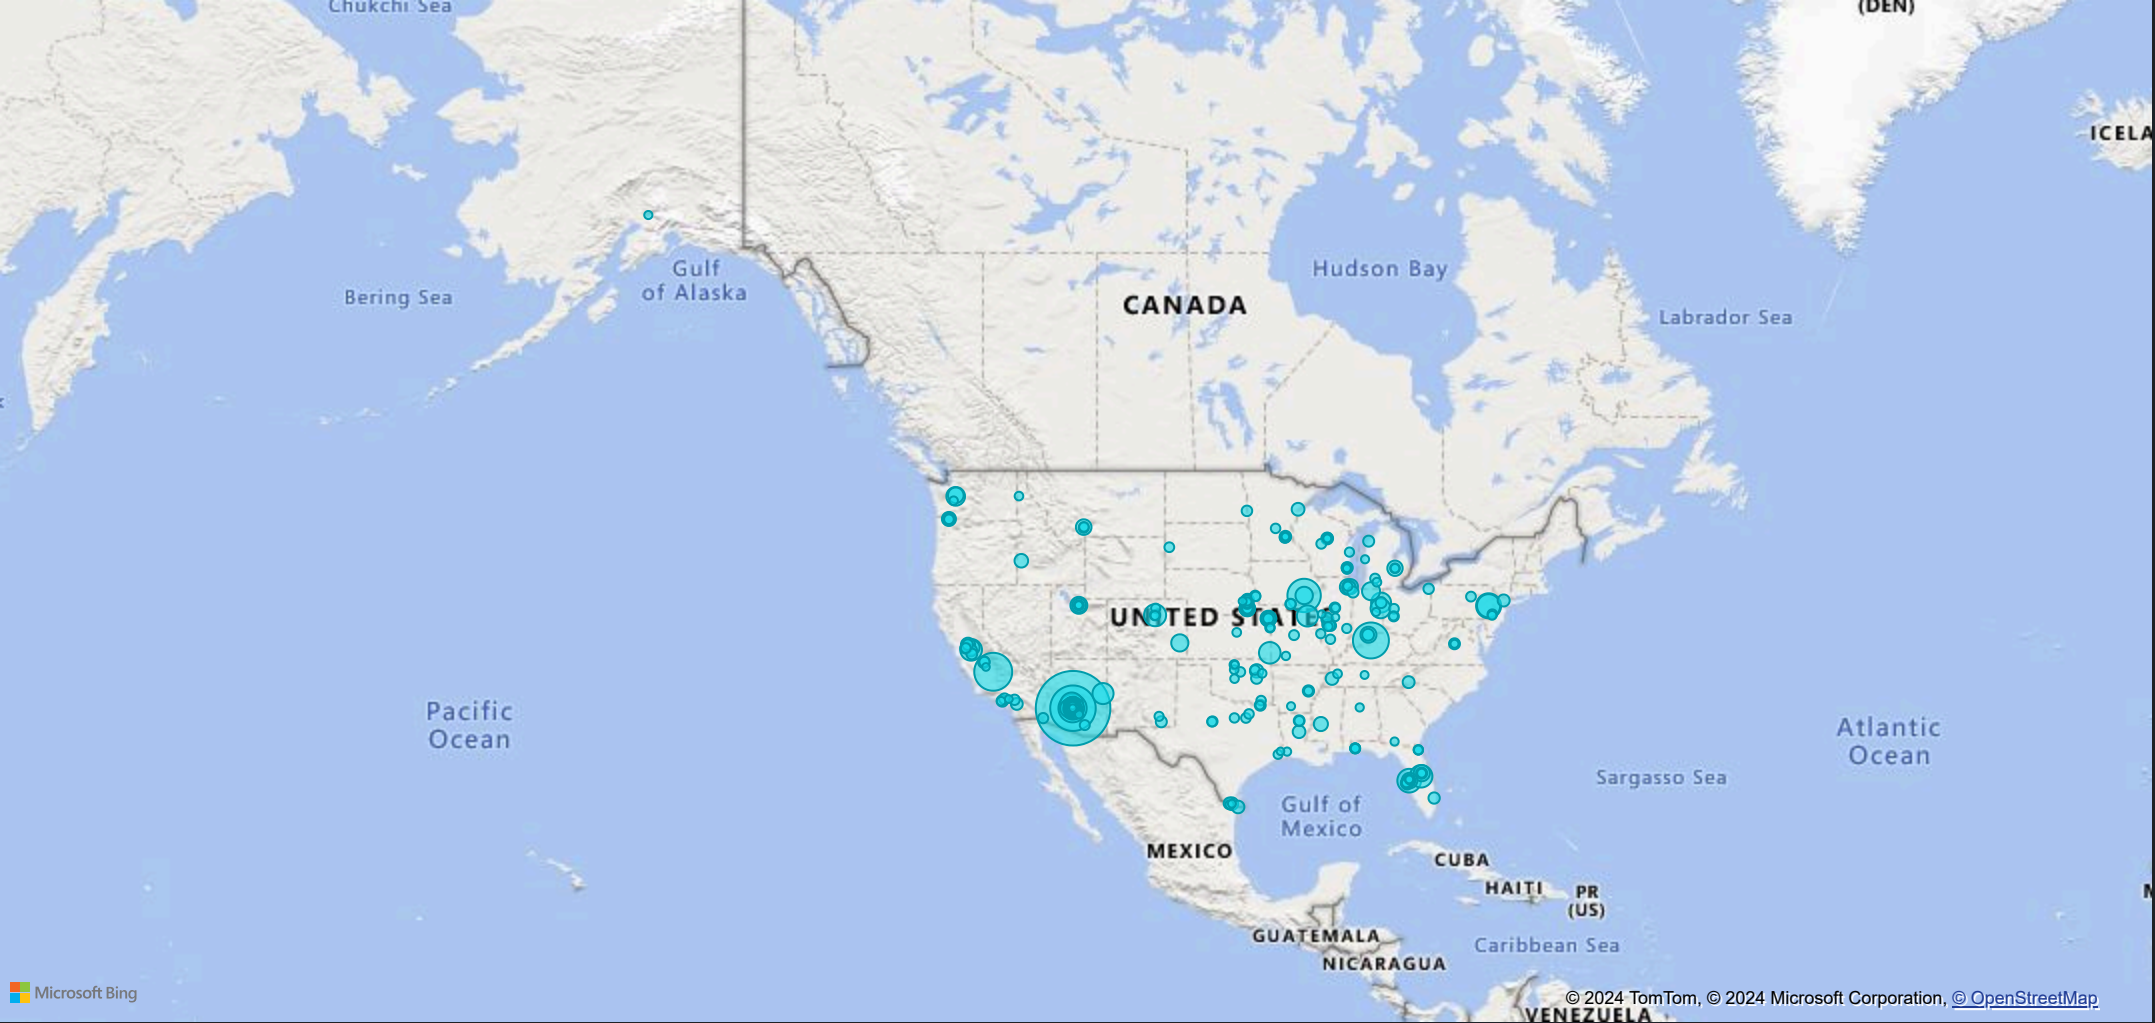 Chukchi Sea
(DEN)
ICELA
Gulf
of Alaska
Hudson Bay
Bering Sea
CANADA
Labrador Sea
UNITED STATE
Pacific
Ocean
Atlantic
Ocean
Sargasso Sea
Gulf of
Mexico
MEXICO
CUBA
HAITI
PR
(US)
GUATEMALA
Caribbean Sea
NICARAGUA
Microsoft Bing
© 2024 TomTom, © 2024 Microsoft Corporation, © OpenStreetMap
VENEZUELA